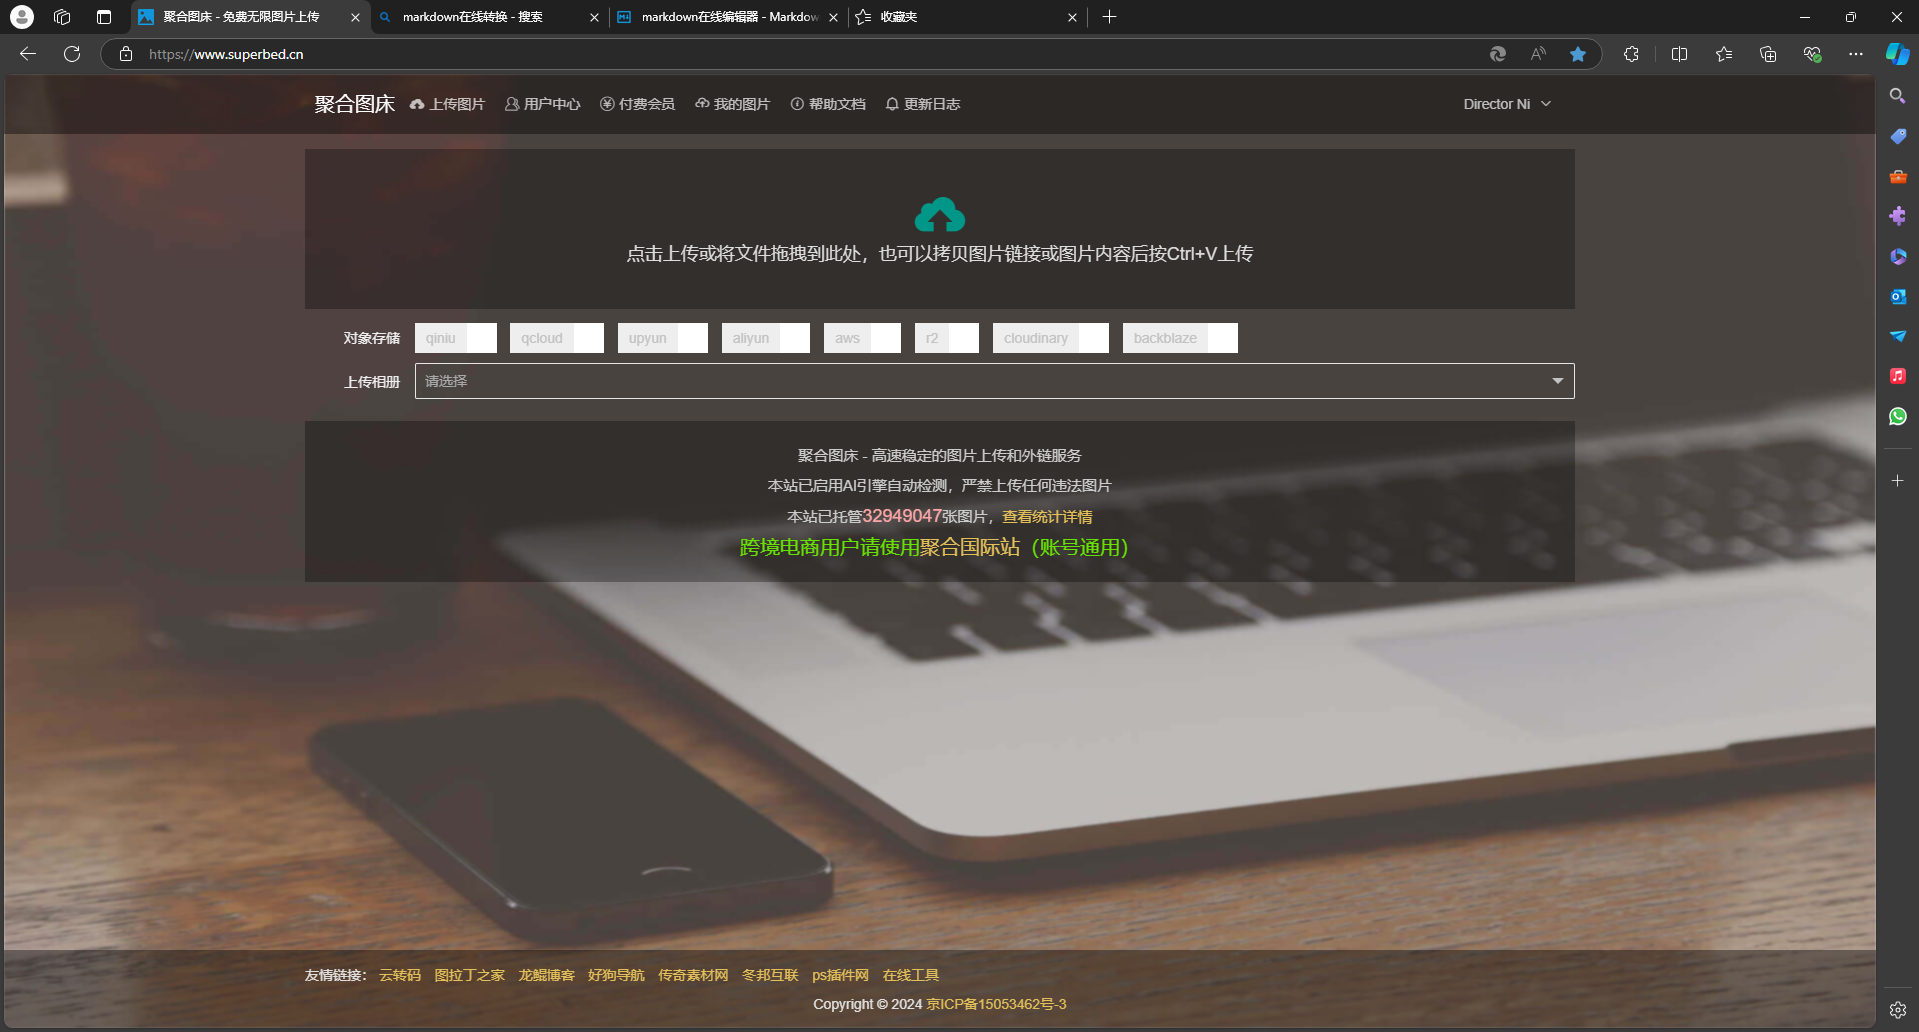 聚合图床 - 免费无限图片上传
markdown在线转换 - 搜索
markdown在线编辑器 - Markdow
收藏夹
https://www.superbed.cn
聚合图床 上传图片 用户中心 付费会员 我的图片 帮助文档 更新日志 Director Ni
点击上传或将文件拖拽到此处，也可以拷贝图片链接或图片内容后按Ctrl+V上传
对象存储 qiniu qcloud upyun aliyun aws r2 cloudinary backblaze
上传相册 请选择
聚合图床 - 高速稳定的图片上传和外链服务
本站已启用AI引擎自动检测，严禁上传任何违法图片
本站已托管32949047张图片，查看统计详情
跨境电商用户请使用聚合国际站（账号通用）
友情链接： 云转码 图拉丁之家 龙鲲博客 好狗导航 传奇素材网 冬邦互联 ps插件网 在线工具
Copyright © 2024 京ICP备15053462号-3